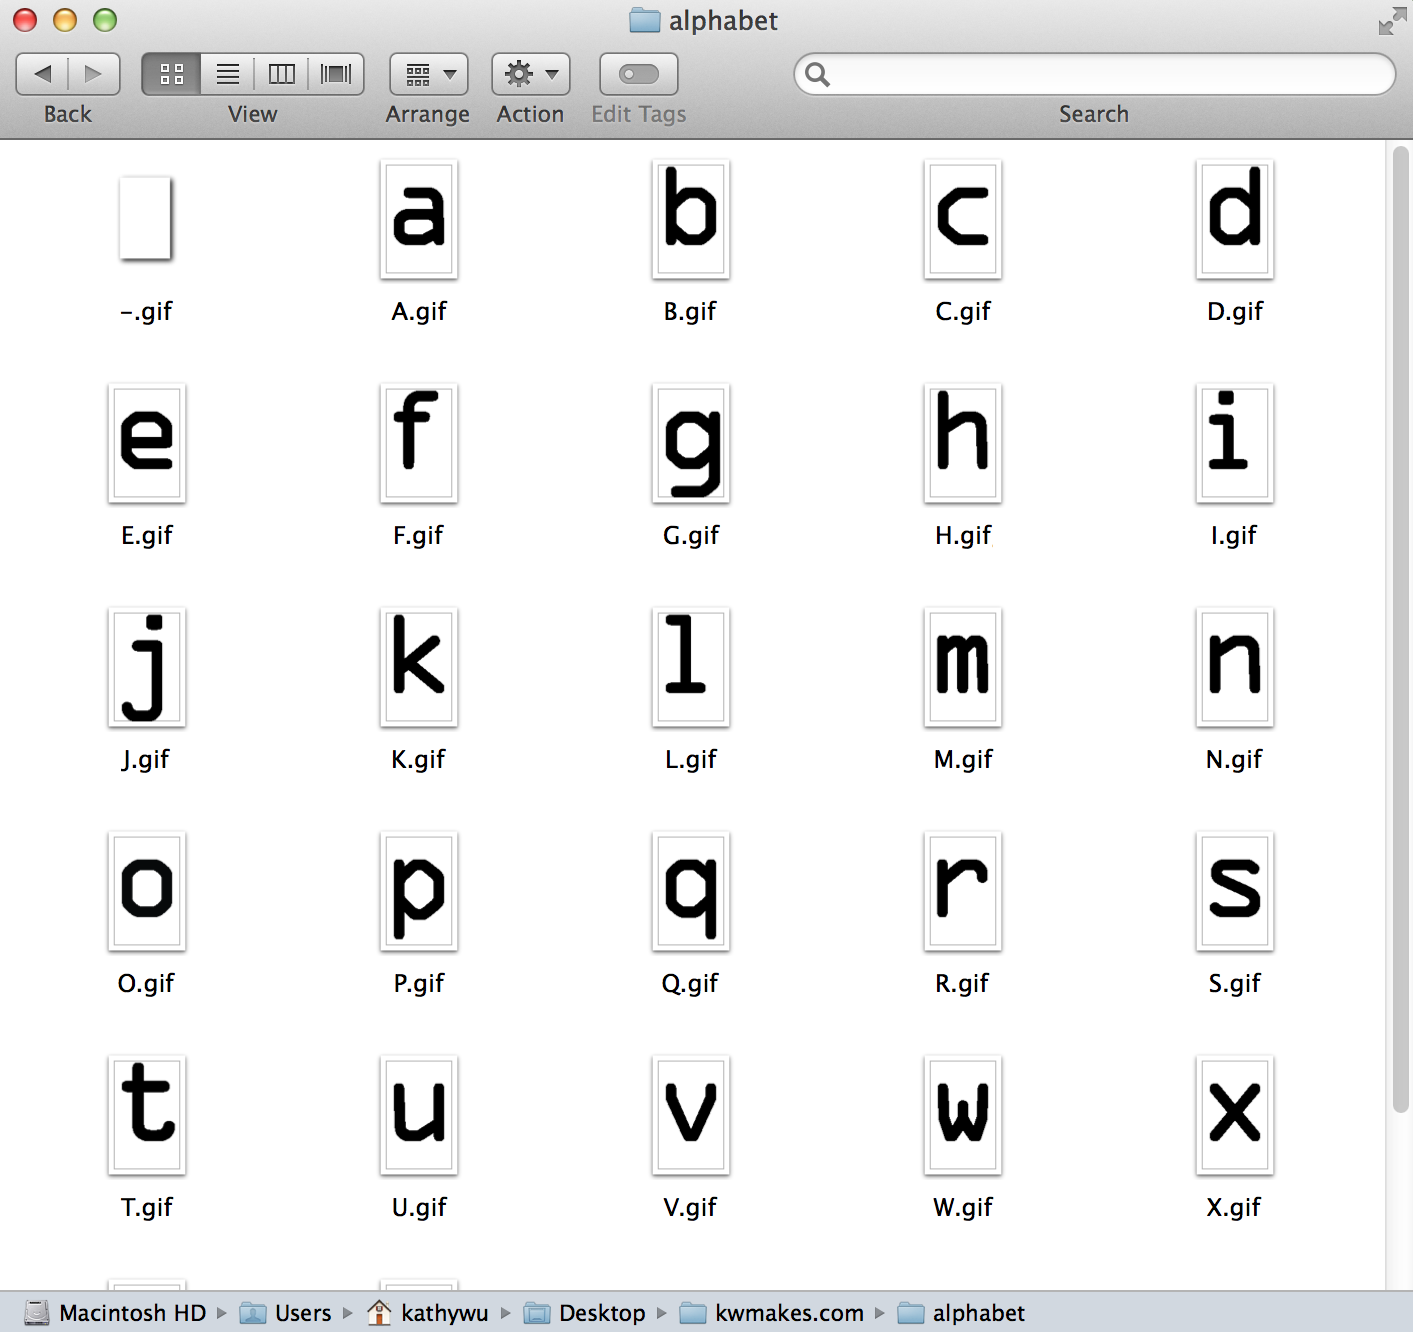 alphabet
Back View Arrange Action Edit Tags Search
a b c d
-.gif A.gif B.gif C.gif D.gif
e f g h i
E.gif F.gif G.gif H.gif I.gif
j k l m n
J.gif K.gif L.gif M.gif N.gif
o p q r s
O.gif P.gif Q.gif R.gif S.gif
t u v w x
T.gif U.gif V.gif W.gif X.gif
Macintosh HD Users kathywu Desktop kwmakes.com alphabet